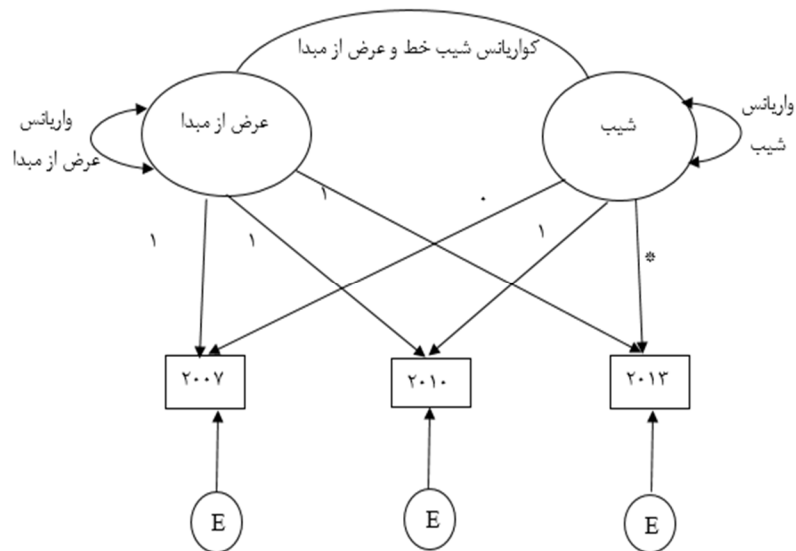 کواریانس شیب خط و عرض از مبدا
واریانس
عرض از مبدا
عرض از مبدا
شیب
واریانس
شیب
۱
۱
۱
۰
۱
*
۲۰۰۷
۲۰۱۰
۲۰۱۳
E
E
E